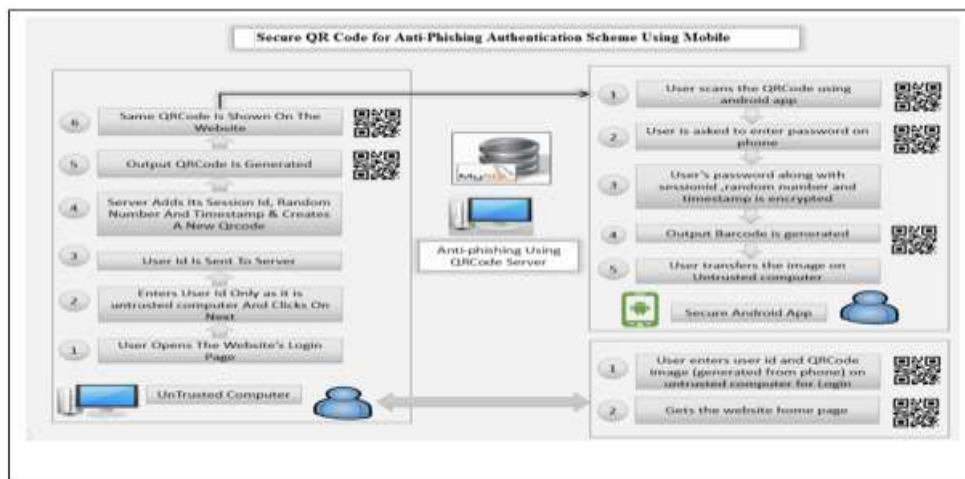 Secure QR Code for Anti-Phishing Authentication Scheme Using Mobile
6
Same QRCode Is Shown On The
Website
5
Output QRCode Is Generated
4
Server Adds Its Session Id, Random
Number And Timestamp & Creates
A New Qrcode
3
User Id Is Sent To Server
2
Enters User Id Only as it is
untrusted computer And Clicks On
Next
1
User Opens The Website's Login
Page
UnTrusted Computer
MySQL
Anti-phishing Using
QRCode Server
1
User scans the QRCode using
android app
2
User is asked to enter password on
phone
3
User's password along with
sessionid ,random number and
timestamp is encrypted
4
Output Barcode is generated
5
User transfers the image on
Untrusted computer
Secure Android App
1
User enters user id and QRCode
image (generated from phone) on
untrusted computer for Login
2
Gets the website home page